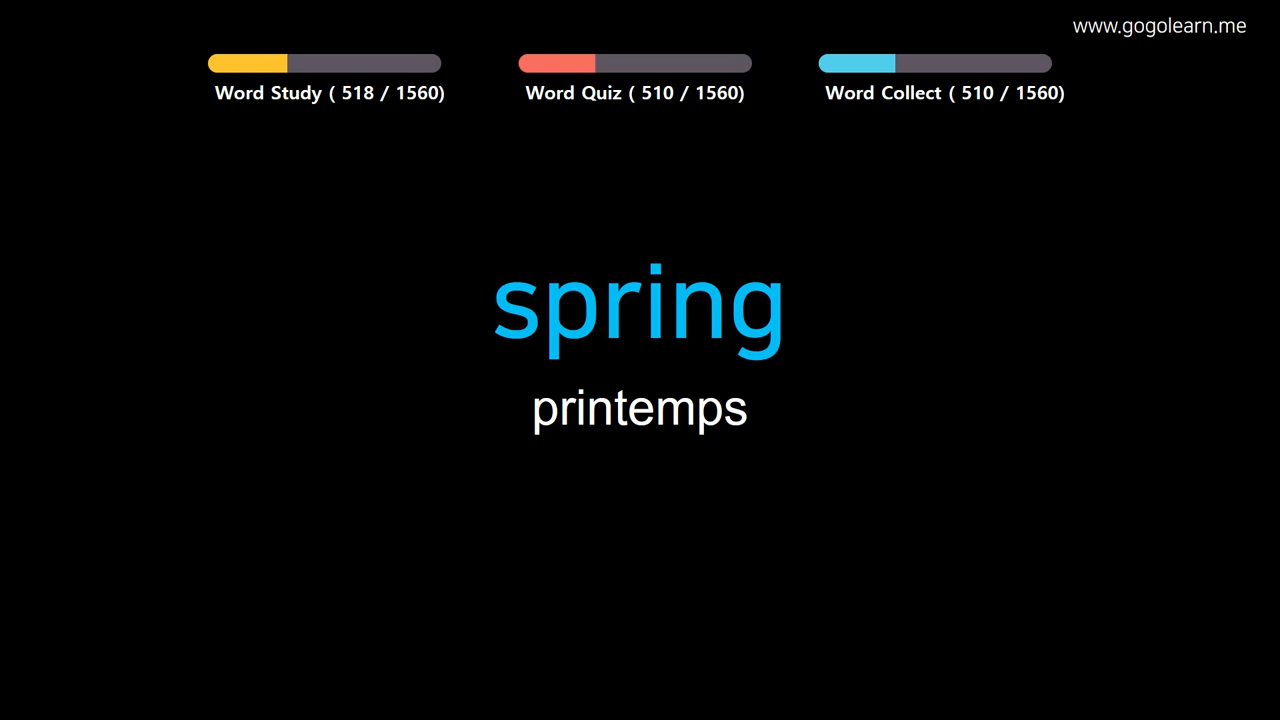 www.gogolearn.me
Word Study ( 518 / 1560)
Word Quiz ( 510 / 1560)
Word Collect ( 510 / 1560)
spring
printemps